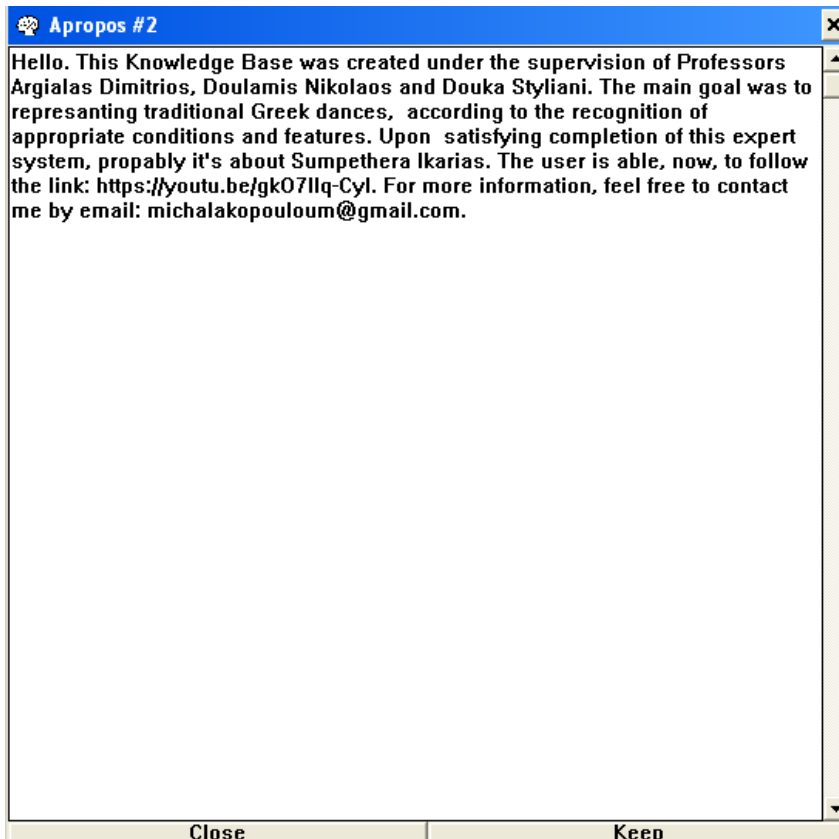 Apropos #2
Hello. This Knowledge Base was created under the supervision of Professors
Argialas Dimitrios, Doulamis Nikolaos and Douka Styliani. The main goal was to
represanting traditional Greek dances,  according to the recognition of
appropriate conditions and features. Upon  satisfying completion of this expert
system, propably it's about Sumpethera Ikarias. The user is able, now, to follow
the link: https://youtu.be/gkO7Ilq-CyI. For more information, feel free to contact
me by email: michalakopouloum@gmail.com.
Close Keep